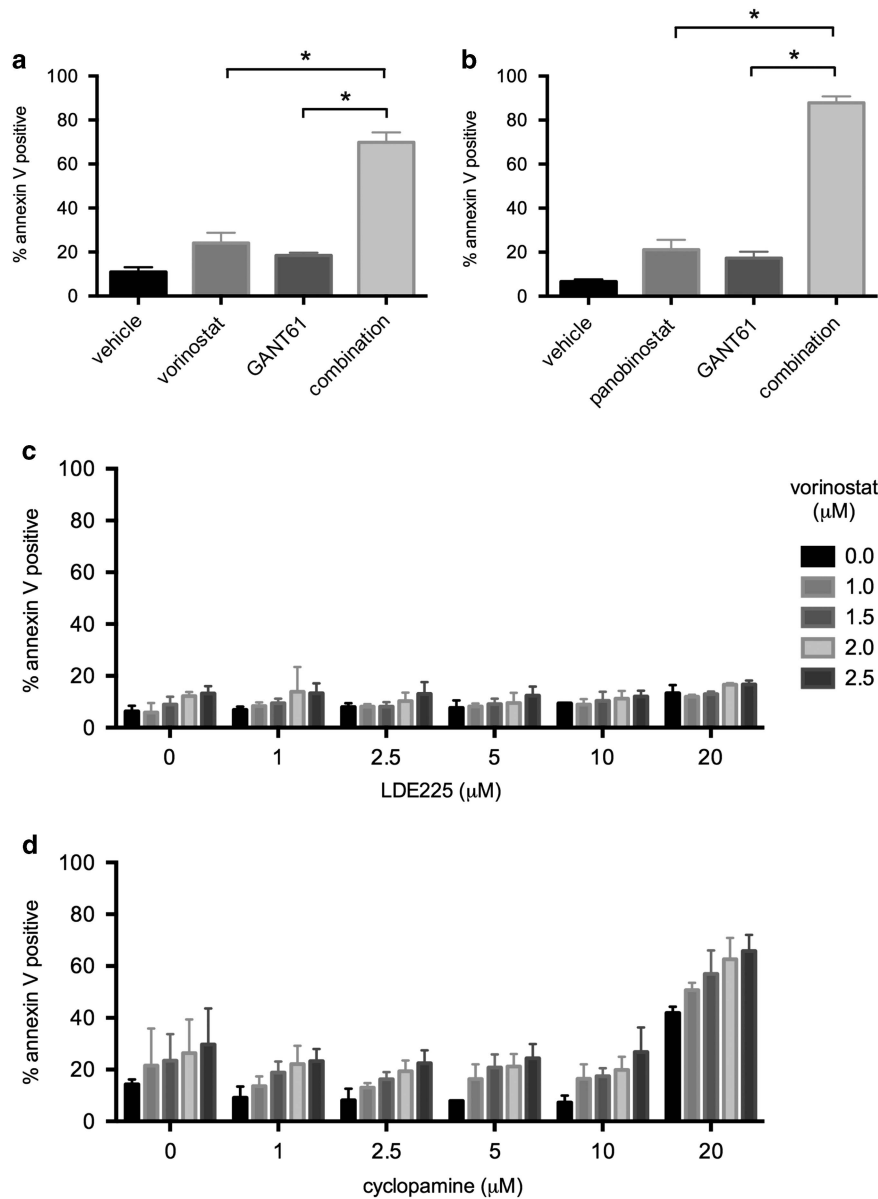 a
*
*
% annexin V positive
100
80
60
40
20
0
vehicle
vorinostat
GANT61
combination
b
*
*
% annexin V positive
100
80
60
40
20
0
vehicle
panobinostat
GANT61
combination
c
% annexin V positive
100
80
60
40
20
0
0 1 2.5 5 10 20
LDE225 (μM)
vorinostat
(μM)
0.0
1.0
1.5
2.0
2.5
d
% annexin V positive
100
80
60
40
20
0
0 1 2.5 5 10 20
cyclopamine (μM)